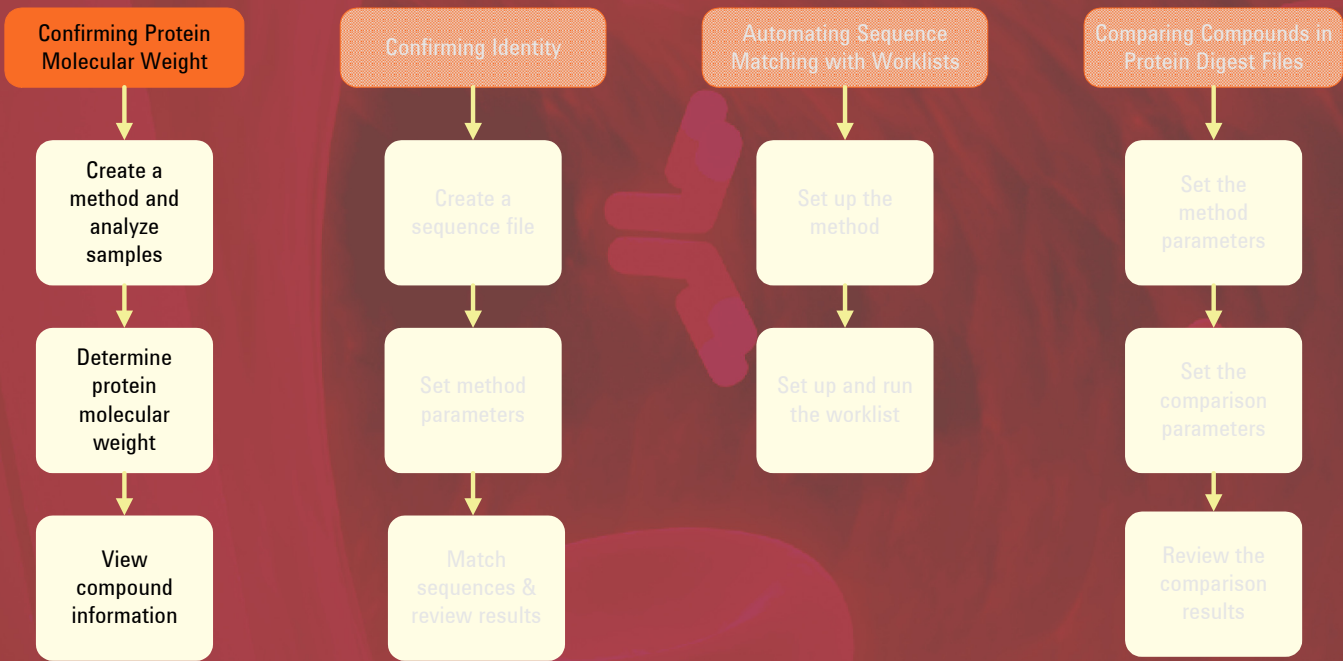 Confirming Protein
Molecular Weight
Create a
method and
analyze
samples
Determine
protein
molecular
weight
View
compound
information
Confirming Identity
Create a
sequence file
Set method
parameters
Match
sequences &
review results
Automating Sequence
Matching with Worklists
Set up the
method
Set up and run
the worklist
Comparing Compounds in
Protein Digest Files
Set the
method
parameters
Set the
comparison
parameters
Review the
comparison
results